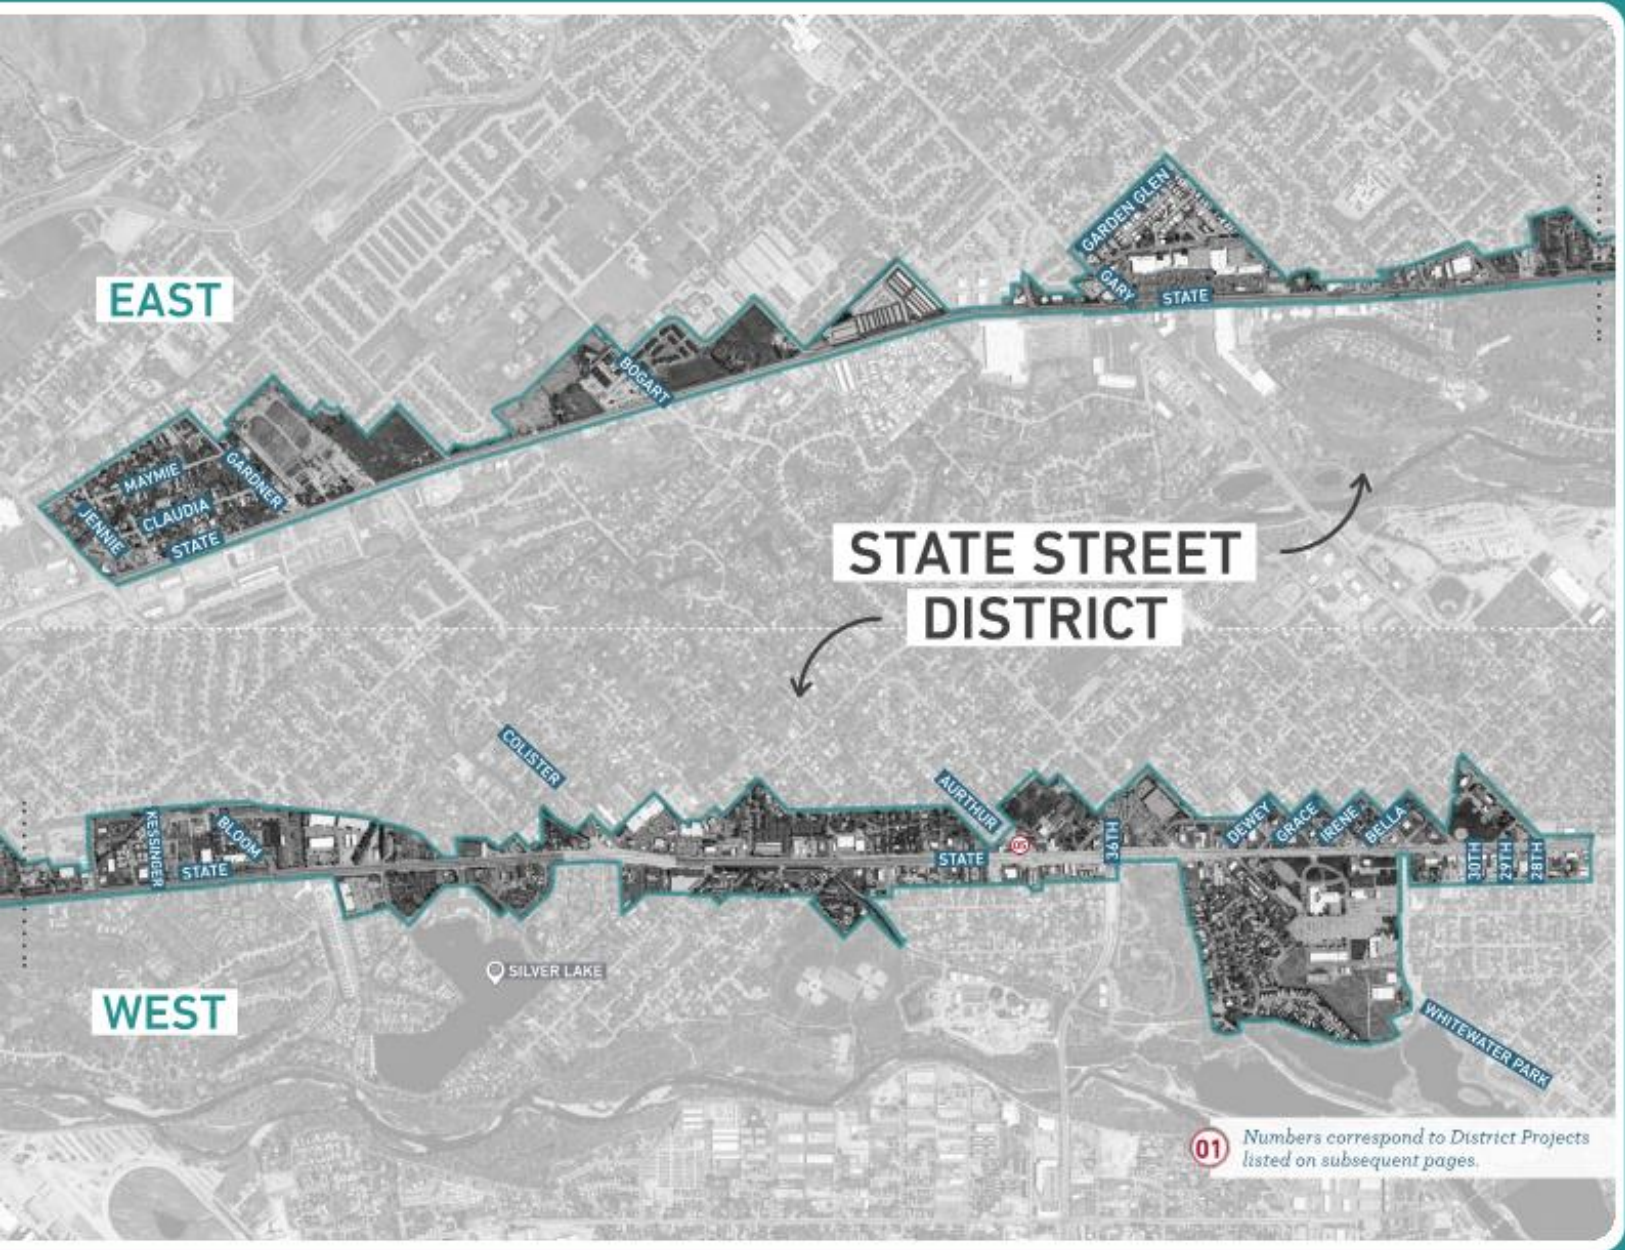 GARDEN GLEN
GARY
STATE
EAST
BOGART
MAYMIE
GARDNER
CLAUDIA
JENNIE
STATE
STATE STREET
DISTRICT
COLISTER
AURTHUR
KESSINGER
BLOOM
STATE
STATE
05
36TH
DEWEY
GRACE
IRENE
BELLA
30TH
29TH
28TH
SILVER LAKE
WEST
WHITEWATER PARK
01
Numbers correspond to District Projects
listed on subsequent pages.